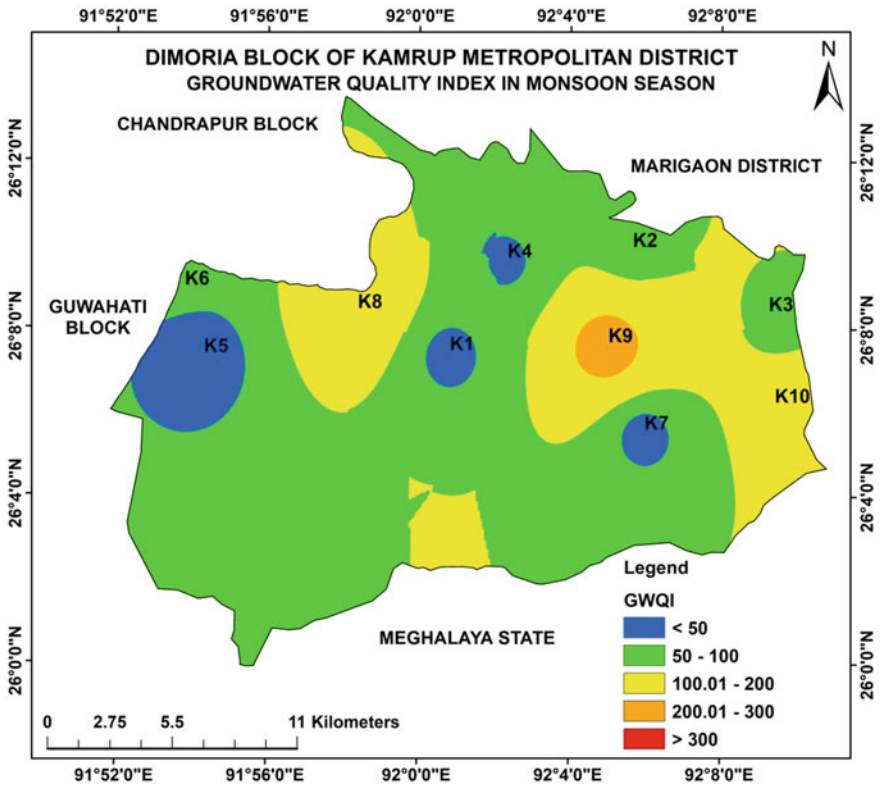 91°52'0"E 91°56'0"E 92°0'0"E 92°4'0"E 92°8'0"E
DIMORIA BLOCK OF KAMRUP METROPOLITAN DISTRICT
GROUNDWATER QUALITY INDEX IN MONSOON SEASON
N
CHANDRAPUR BLOCK
26°12'0"N
26°12'0"N
MARIGAON DISTRICT
K2
K4
K6
K8
K3
GUWAHATI
BLOCK
26°8'0"N
26°8'0"N
K5
K1
K9
K10
K7
26°4'0"N
26°4'0"N
Legend
GWQI
< 50
50 - 100
100.01 - 200
200.01 - 300
> 300
MEGHALAYA STATE
26°0'0"N
26°0'0"N
0 2.75 5.5 11 Kilometers
91°52'0"E 91°56'0"E 92°0'0"E 92°4'0"E 92°8'0"E